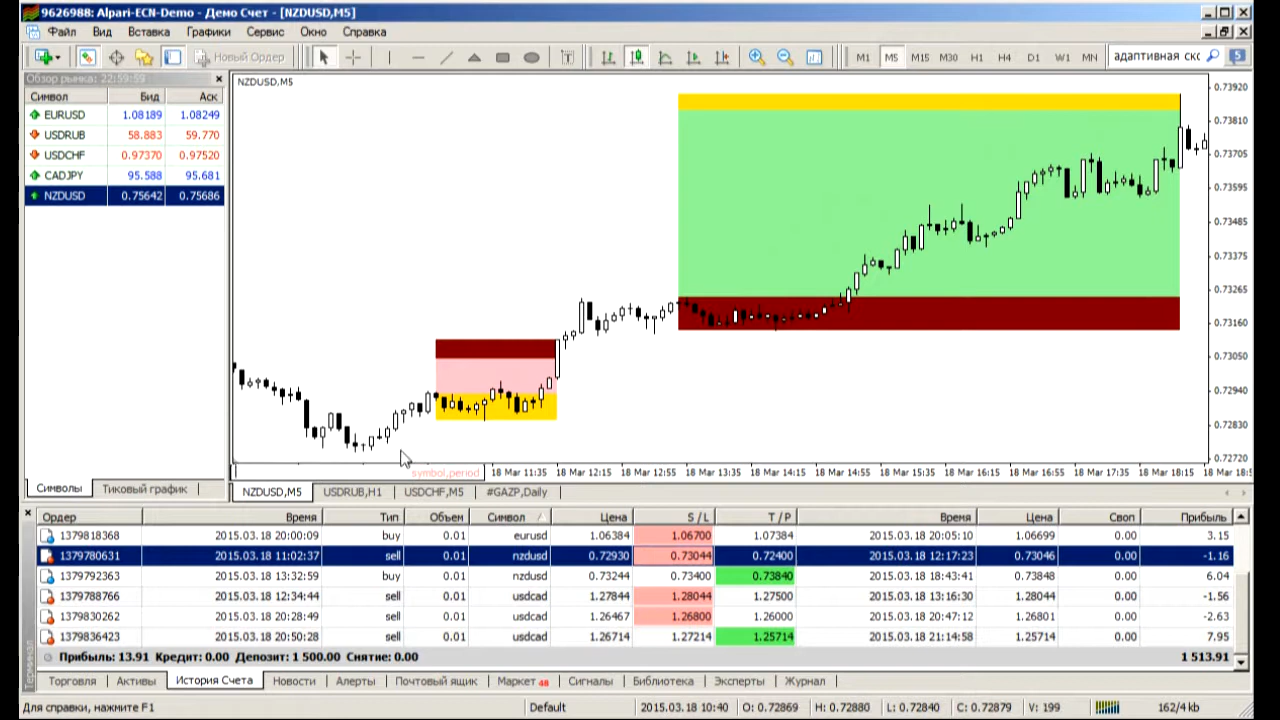 9626988: Alpari-ECN-Demo - Демо Счет - [NZDUSD,M5]
Файл Вид Вставка Графики Сервис Окно Справка
Новый Ордер M1 M5 M15 M30 H1 H4 D1 W1 MN адаптивная скс 5
Обзор рынка: 22:59:59
Символ Бид Аск
EURUSD 1.08189 1.08249
USDRUB 58.883 59.770
USDCHF 0.97370 0.97520
CADJPY 95.588 95.681
NZDUSD 0.75642 0.75686
Символы Тиковый график
NZDUSD,M5
0.73920
0.73810
0.73705
0.73595
0.73485
0.73375
0.73265
0.73160
0.73050
0.72940
0.72830
0.72720
symbol,period 18 Mar 11:35 18 Mar 12:15 18 Mar 12:55 18 Mar 13:35 18 Mar 14:15 18 Mar 14:55 18 Mar 15:35 18 Mar 16:15 18 Mar 16:55 18 Mar 17:35 18 Mar 18:15 18 Mar 18:5
NZDUSD,M5 USDRUB,H1 USDCHF,M5 #GAZP,Daily
Ордер Время Тип Объем Символ Цена S / L T / P Время Цена Своп Прибыль
1379818368 2015.03.18 20:00:09 buy 0.01 eurusd 1.06384 1.06700 1.07384 2015.03.18 20:05:10 1.06699 0.00 3.15
1379780631 2015.03.18 11:02:37 sell 0.01 nzdusd 0.72930 0.73044 0.72400 2015.03.18 12:17:23 0.73046 0.00 -1.16
1379792363 2015.03.18 13:32:59 buy 0.01 nzdusd 0.73244 0.73400 0.73840 2015.03.18 18:43:41 0.73848 0.00 6.04
1379788766 2015.03.18 12:34:44 sell 0.01 usdcad 1.27844 1.28044 1.27500 2015.03.18 13:16:30 1.28044 0.00 -1.56
1379830262 2015.03.18 20:28:49 sell 0.01 usdcad 1.26467 1.26800 1.26000 2015.03.18 20:47:12 1.26801 0.00 -2.63
1379836423 2015.03.18 20:50:28 sell 0.01 usdcad 1.26714 1.27214 1.25714 2015.03.18 21:14:58 1.25714 0.00 7.95
Прибыль: 13.91 Кредит: 0.00 Депозит: 1 500.00 Снятие: 0.00 1 513.91
Терминал
Торговля Активы История Счета Новости Алерты Почтовый ящик Маркет 48 Сигналы Библиотека Эксперты Журнал
Для справки, нажмите F1 Default 2015.03.18 10:40 O: 0.72869 H: 0.72880 L: 0.72840 C: 0.72879 V: 199 162/4 kb